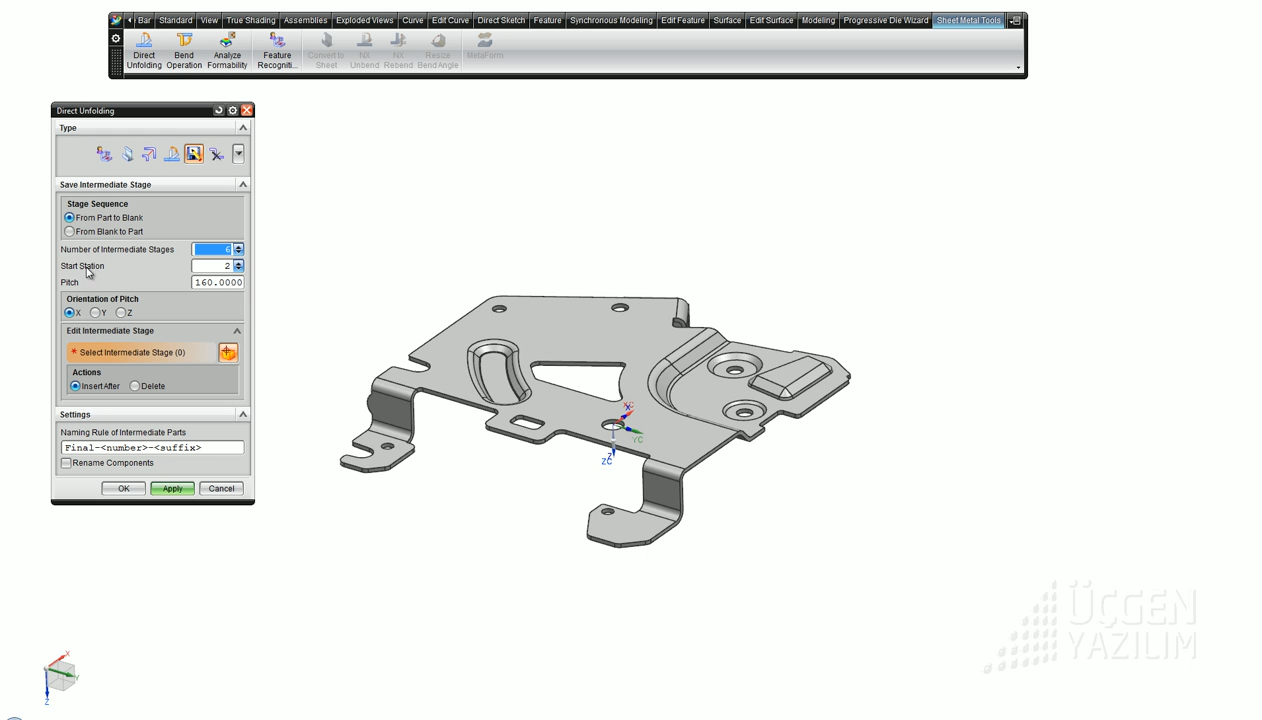 Bar Standard View True Shading Assemblies Exploded Views Curve Edit Curve Direct Sketch Feature Synchronous Modeling Edit Feature Surface Edit Surface Modeling Progressive Die Wizard Sheet Metal Tools
Direct Unfolding
Bend Operation
Analyze Formability
Feature Recogniti...
Convert to Sheet
NX Unbend
NX Rebend
Resize Bend Angle
MetaForm
Direct Unfolding
Type
Save Intermediate Stage
Stage Sequence
From Part to Blank
From Blank to Part
Number of Intermediate Stages 6
Start Station 2
Pitch 160.0000
Orientation of Pitch
X Y Z
Edit Intermediate Stage
* Select Intermediate Stage (0)
Actions
Insert After Delete
Settings
Naming Rule of Intermediate Parts
Final-<number>-<suffix>
Rename Components
OK Apply Cancel
XC
X
YC
Z
ZC
X
Y
Z
ÜÇGEN
YAZILIM